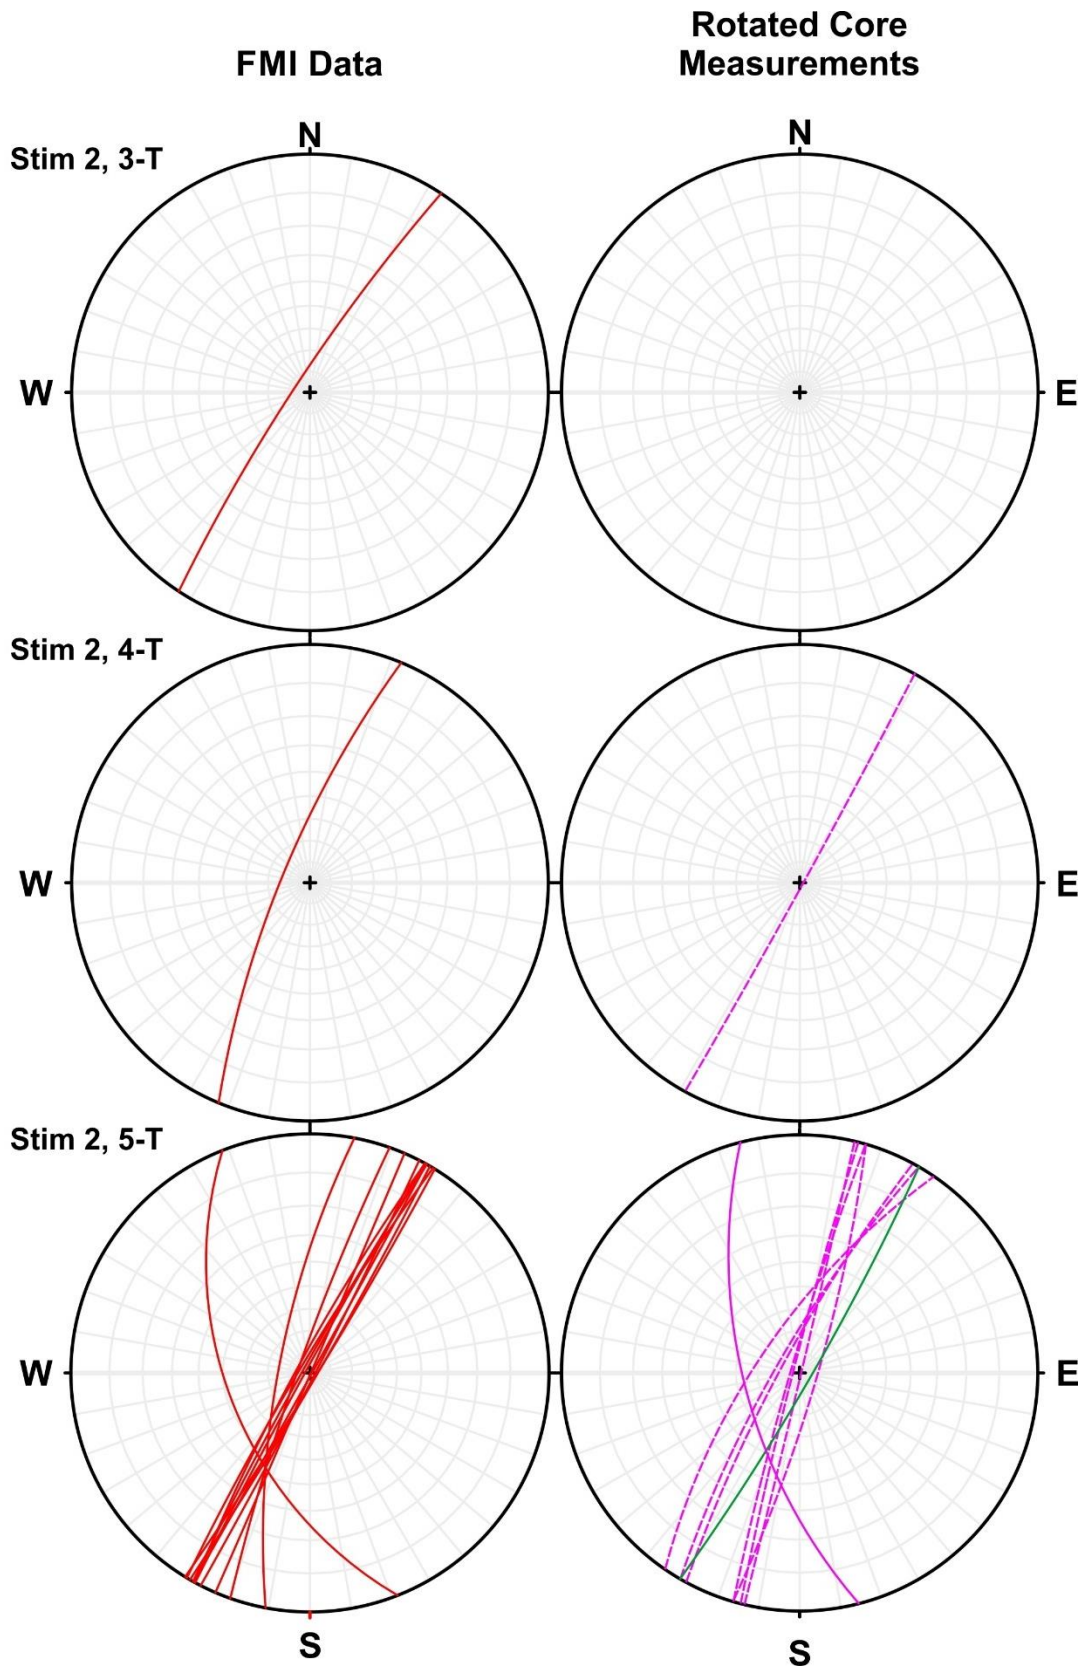 FMI Data
Rotated Core
Measurements
Stim 2, 3-T
N
N
W
E
Stim 2, 4-T
W
E
Stim 2, 5-T
W
E
S
S